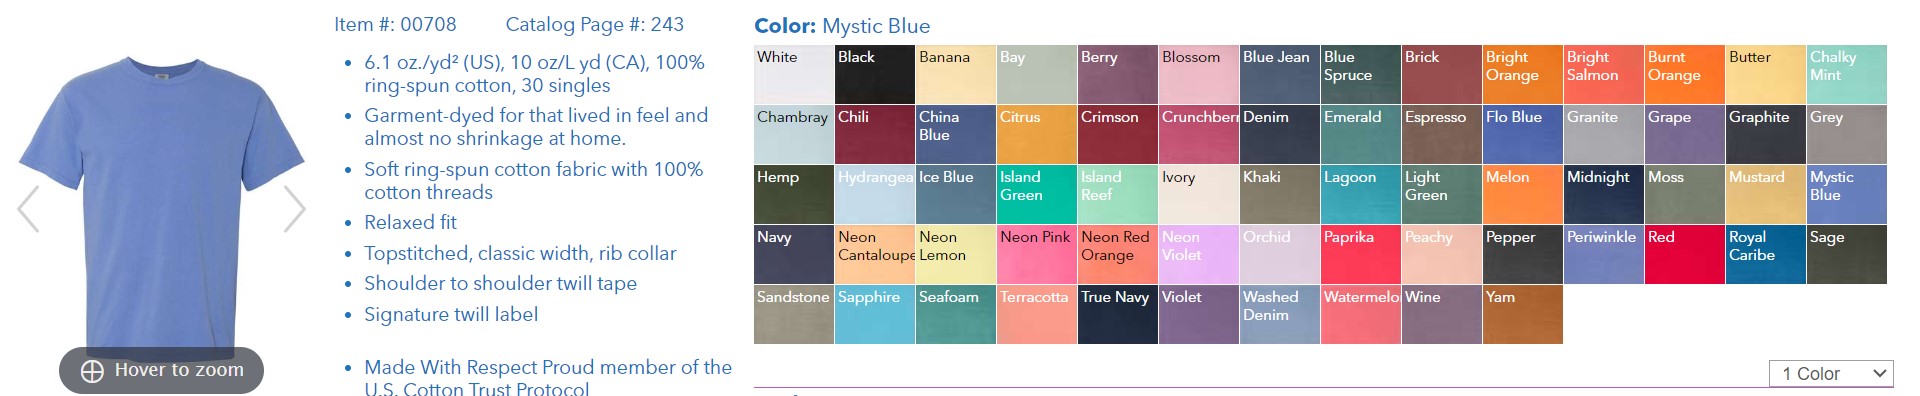 Item #: 00708 Catalog Page #: 243
• 6.1 oz./yd² (US), 10 oz/L yd (CA), 100%
ring-spun cotton, 30 singles
• Garment-dyed for that lived in feel and
almost no shrinkage at home.
• Soft ring-spun cotton fabric with 100%
cotton threads
• Relaxed fit
• Topstitched, classic width, rib collar
• Shoulder to shoulder twill tape
• Signature twill label
• Made With Respect Proud member of the
U.S. Cotton Trust Protocol
Hover to zoom
Color: Mystic Blue
White
Black
Banana
Bay
Berry
Blossom
Blue Jean
Blue
Spruce
Brick
Bright
Orange
Bright
Salmon
Burnt
Orange
Butter
Chalky
Mint
Chambray
Chili
China
Blue
Citrus
Crimson
Crunchberr
Denim
Emerald
Espresso
Flo Blue
Granite
Grape
Graphite
Grey
Hemp
Hydrangea
Ice Blue
Island
Green
Island
Reef
Ivory
Khaki
Lagoon
Light
Green
Melon
Midnight
Moss
Mustard
Mystic
Blue
Navy
Neon
Cantaloupe
Neon
Lemon
Neon Pink
Neon Red
Orange
Neon
Violet
Orchid
Paprika
Peachy
Pepper
Periwinkle
Red
Royal
Caribe
Sage
Sandstone
Sapphire
Seafoam
Terracotta
True Navy
Violet
Washed
Denim
Watermelo
Wine
Yam
1 Color